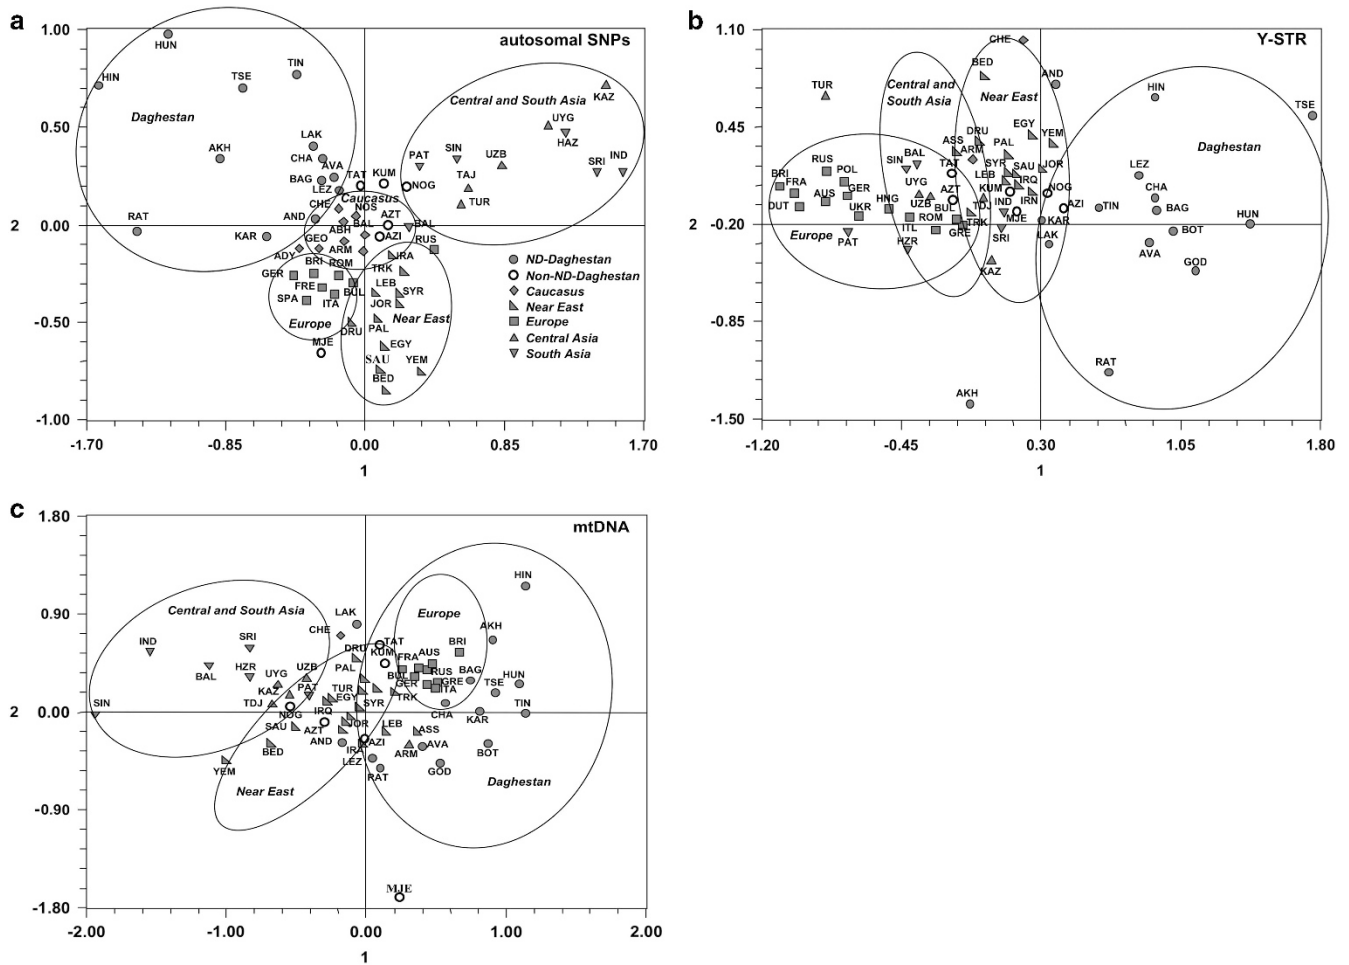 a
autosomal SNPs
1.00
0.50
2 0.00
-0.50
-1.00
-1.70 -0.85 0.00 0.85 1.70
1
HUN
HIN
TSE
TIN
Daghestan
AKH
LAK
CHA
AVA
BAG
LEZ
TAT
KUM
NOG
RAT
KAR
AND
CHE
Caucasus
NOS
BAL
AZT
ABH
AZI
GEO
ARM
ADY
BAL
RUS
Central and South Asia
KAZ
UYG
HAZ
PAT
SIN
UZB
SRI
IND
TAJ
TUR
GER
BRI
ROM
FRE
SPA
ITA
BUL
Europe
MJE
TRK
IRA
LEB
SYR
JOR
PAL
Near East
DRU
EGY
SAU
YEM
BED
ND-Daghestan
Non-ND-Daghestan
Caucasus
Near East
Europe
Central Asia
South Asia
b
Y-STR
1.10
0.45
2 -0.20
-0.85
-1.50
-1.20 -0.45 0.30 1.05 1.80
1
CHE
BED
AND
TUR
Central and
South Asia
Near East
HIN
TSE
Daghestan
EGY
YEM
ASS
DRU
ARM
PAL
TAT
SYR
SAU
JOR
LEB
IRQ
KUM
IRN
NOG
RUS
POL
SIN
BAL
BRI
FRA
AUS
GER
UYG
AZT
DUT
UKR
HNG
UZB
BUL
TDJ
IND
MJE
KAR
AZI
TIN
LEZ
CHA
BAG
HUN
Europe
PAT
ITL
ROM
HZR
GRE
TRK
SRI
LAK
KAZ
BOT
AVA
GOD
RAT
AKH
c
mtDNA
1.80
0.90
2 0.00
-0.90
-1.80
-2.00 -1.00 0.00 1.00 2.00
1
Central and South Asia
IND
SRI
BAL
HZR
UYG
UZB
KAZ
PAT
TDJ
SIN
NOG
CHE
LAK
DRU
TAT
KUM
PAL
Europe
FRA
AUS
BRI
BUL
RUS
GER
GRE
ITA
TRK
TUR
EGY
SYR
IRQ
HIN
AKH
BAG
TSE
HUN
CHA
KAR
TIN
SAU
AZT
JOR
LEB
ASS
BED
AND
IRA
AZI
ARM
AVA
BOT
YEM
LEZ
RAT
GOD
Near East
Daghestan
MJE